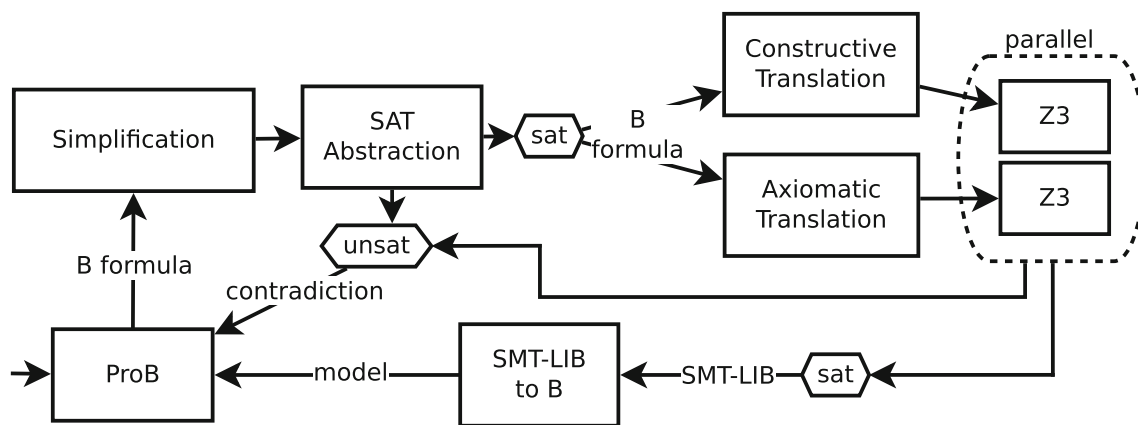 parallel
Constructive
Translation
Z3
Simplification
SAT
Abstraction
sat
B
formula
Axiomatic
Translation
Z3
unsat
B formula
contradiction
ProB
model
SMT-LIB
to B
SMT-LIB
sat